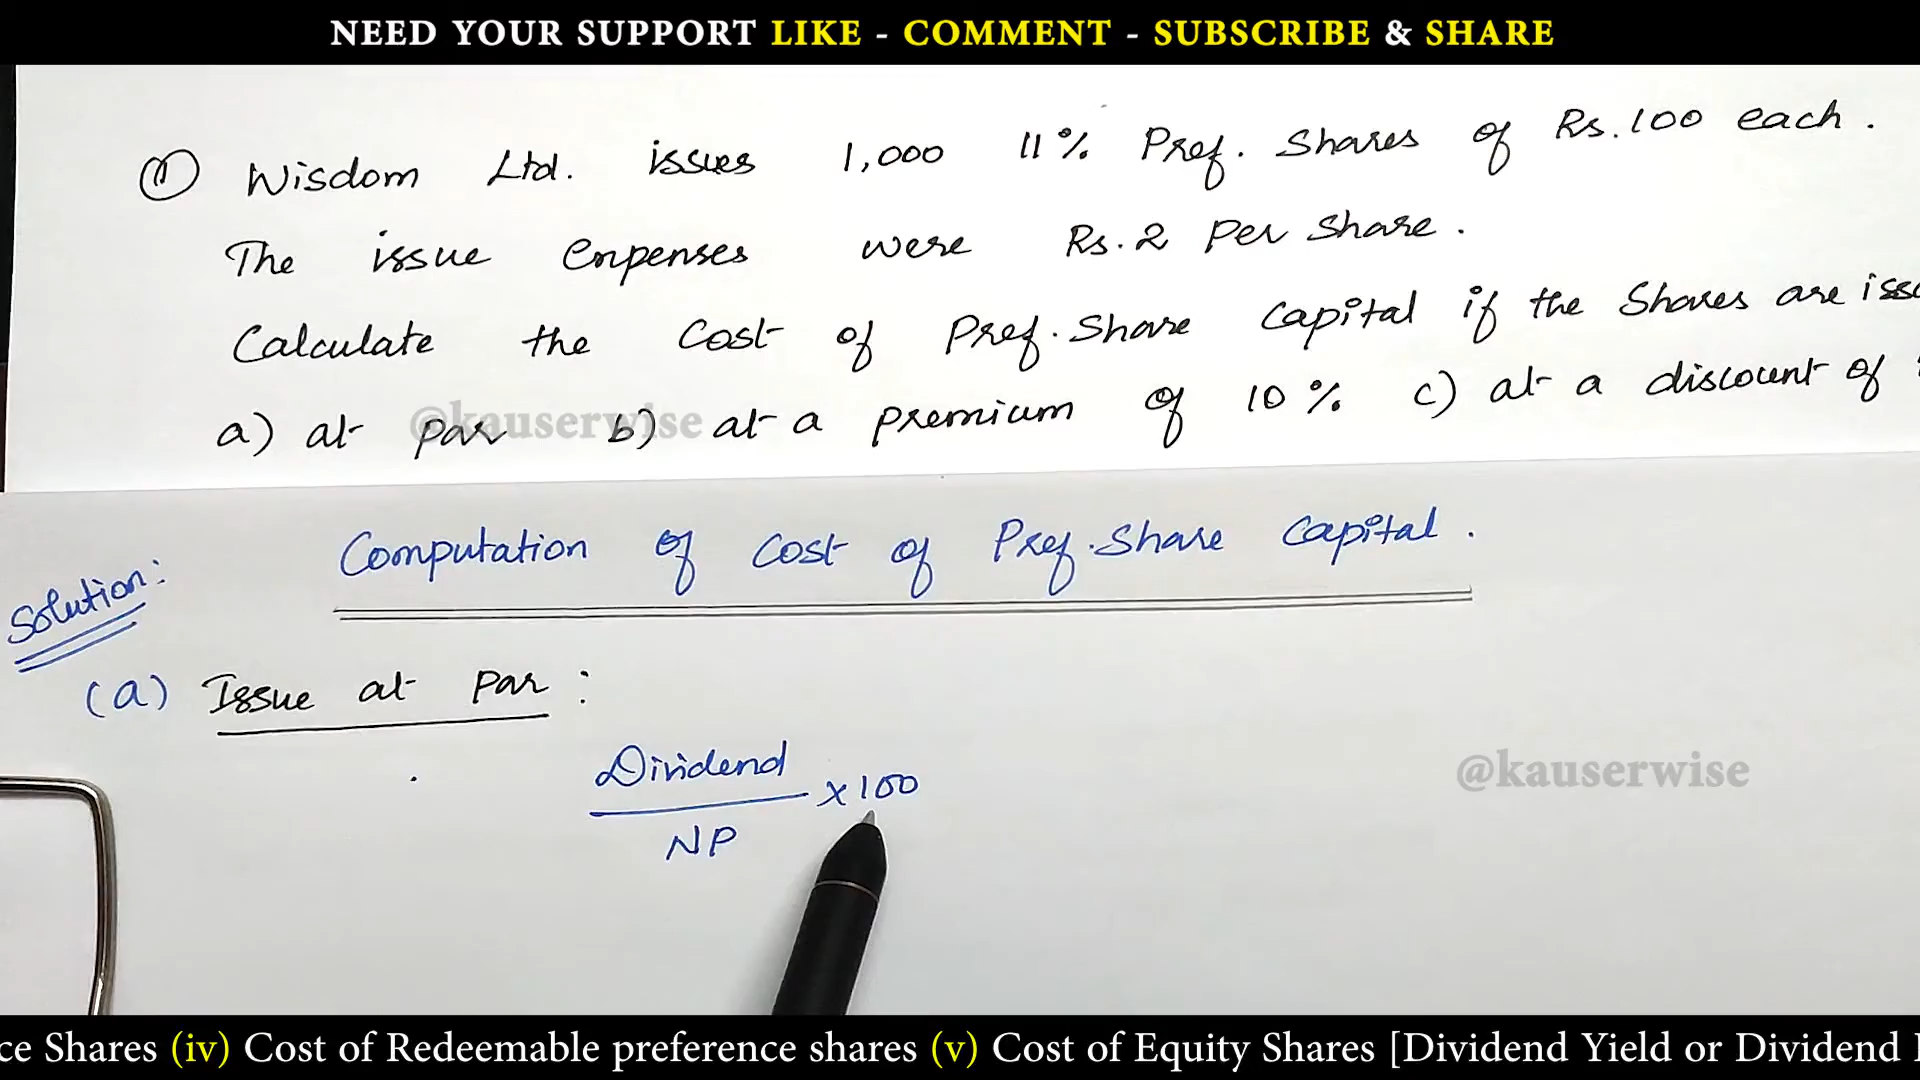 NEED YOUR SUPPORT LIKE - COMMENT - SUBSCRIBE & SHARE
1 Wisdom Ltd. issues 1,000 11% Pref. Shares of Rs.100 each.
The issue expenses were Rs.2 Per Share.
Calculate the Cost of Pref. Share Capital if the Shares are
a) at par b) at a premium of 10% c) at a discount of
@kauserwise
Computation of Cost of Pref. Share Capital.
Solution:
(a) Issue at Par:
Dividend
x100
NP
@kauserwise
ce Shares (iv) Cost of Redeemable preference shares (v) Cost of Equity Shares [Dividend Yield or Dividend